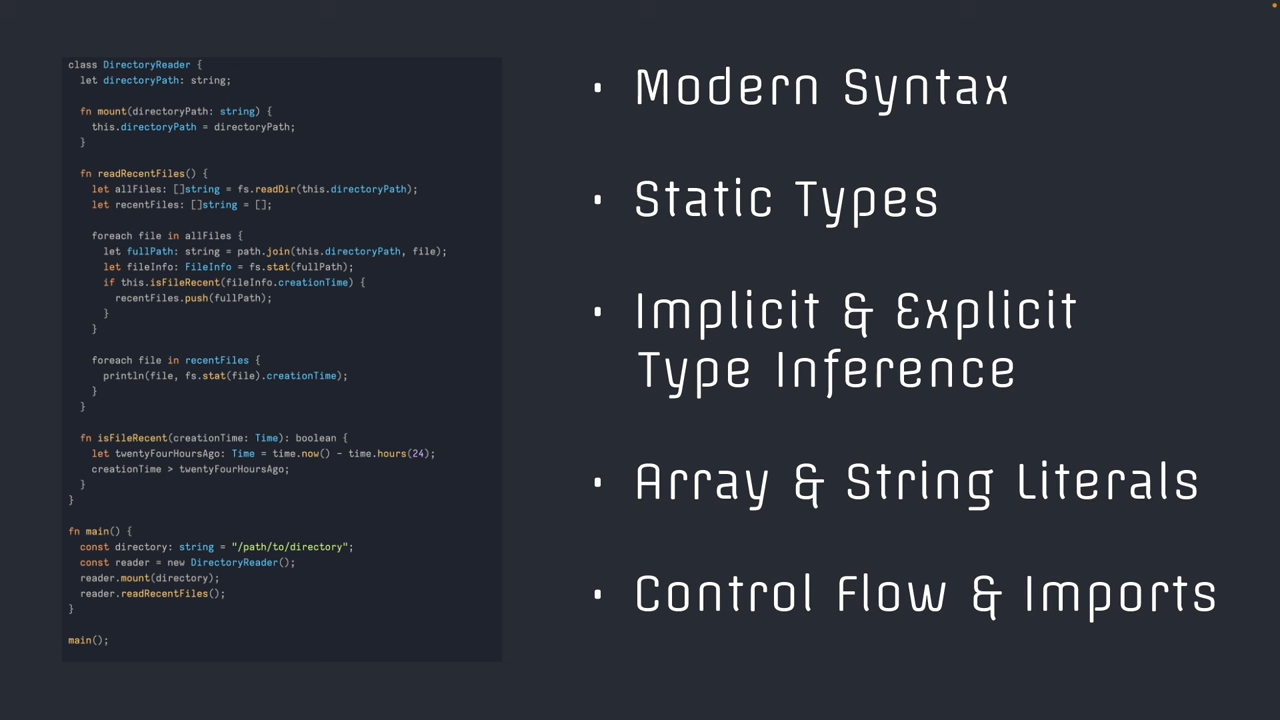 class DirectoryReader {
let directoryPath: string;
fn mount(directoryPath: string) {
this.directoryPath = directoryPath;
}
fn readRecentFiles() {
let allFiles: []string = fs.readDir(this.directoryPath);
let recentFiles: []string = [];
foreach file in allFiles {
let fullPath: string = path.join(this.directoryPath, file);
let fileInfo: FileInfo = fs.stat(fullPath);
if this.isFileRecent(fileInfo.creationTime) {
recentFiles.push(fullPath);
}
}
foreach file in recentFiles {
println(file, fs.stat(file).creationTime);
}
}
fn isFileRecent(creationTime: Time): boolean {
let twentyFourHoursAgo: Time = time.now() - time.hours(24);
creationTime > twentyFourHoursAgo;
}
}
fn main() {
const directory: string = "/path/to/directory";
const reader = new DirectoryReader();
reader.mount(directory);
reader.readRecentFiles();
}
main();
• Modern Syntax
• Static Types
• Implicit & Explicit
Type Inference
• Array & String Literals
• Control Flow & Imports